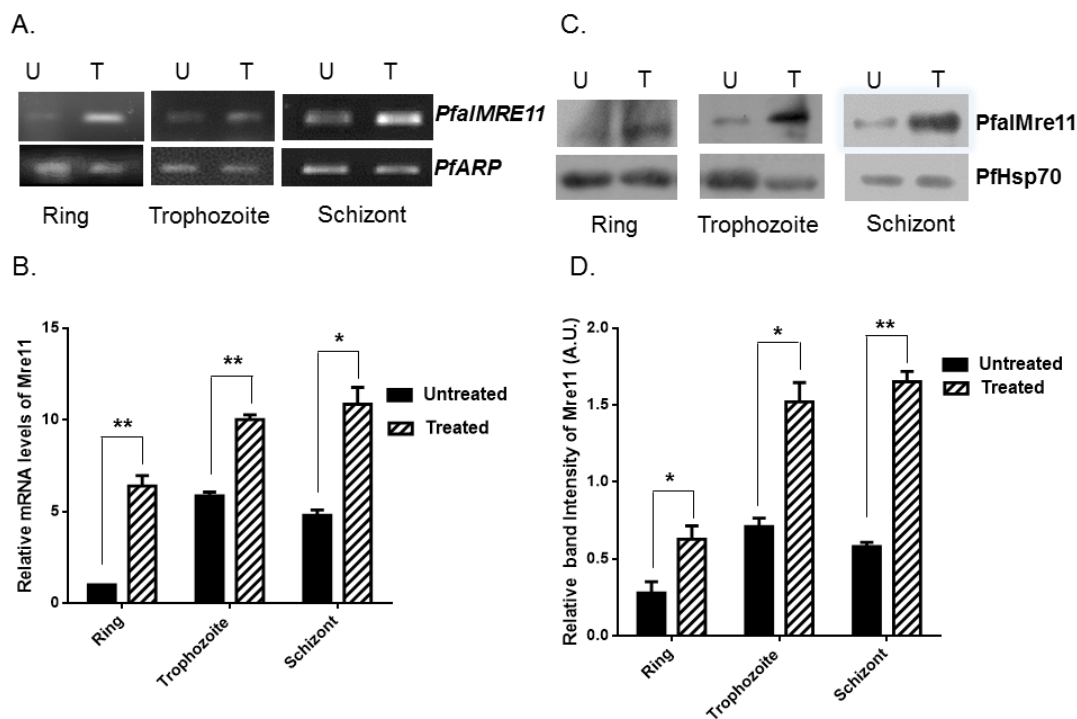 A.
U T U T U T
PfalMRE11
PfARP
Ring Trophozoite Schizont
B.
Relative mRNA levels of Mre11
15
10
5
0
** ** *
Untreated
Treated
Ring
Trophozoite
Schizont
C.
U T U T U T
PfalMre11
PfHsp70
Ring Trophozoite Schizont
D.
Relative band Intensity of Mre11 (A.U.)
2.0
1.5
1.0
0.5
0.0
* * **
Untreated
Treated
Ring
Trophozoite
Schizont